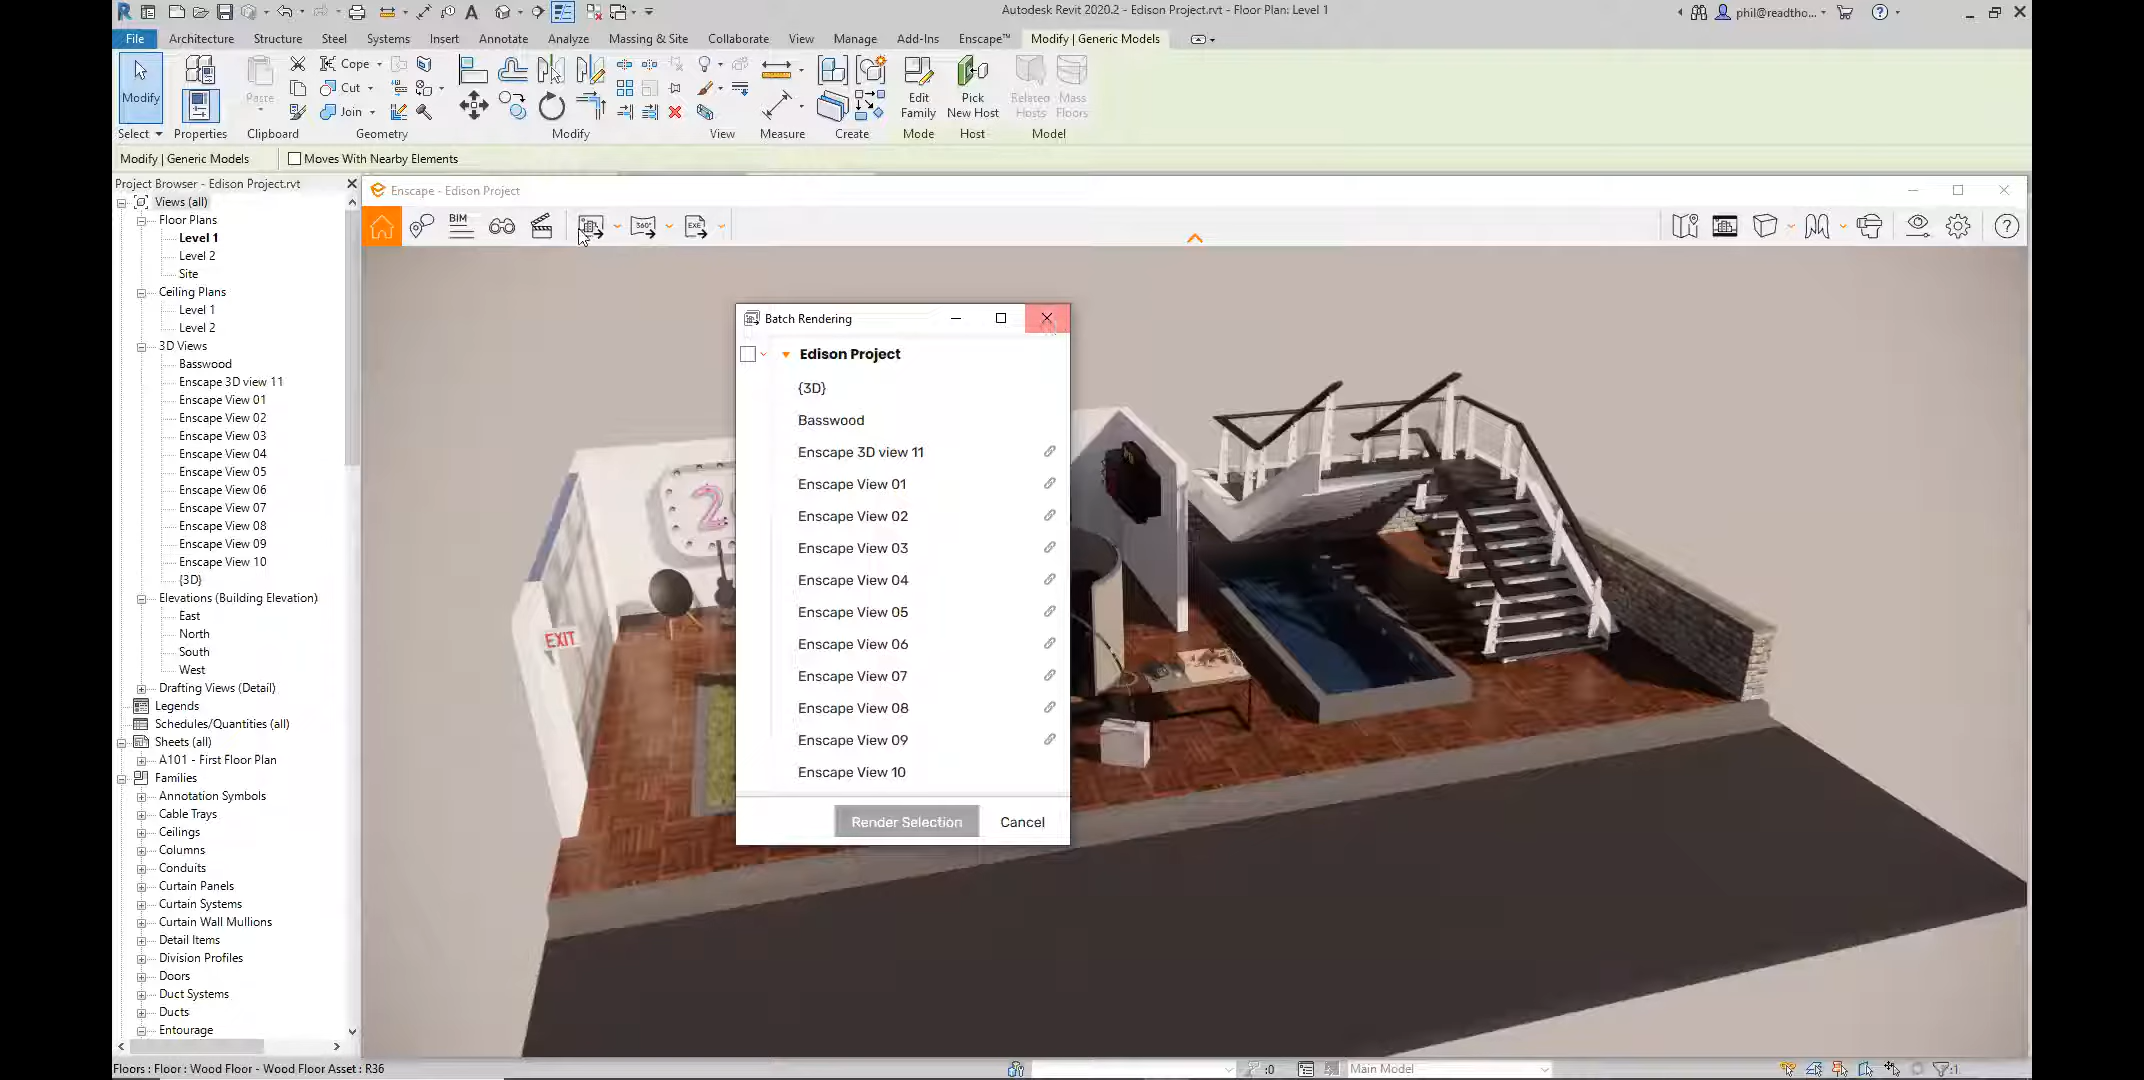 Autodesk Revit 2020.2 - Edison Project.rvt - Floor Plan: Level 1
phil@readtho...
File
Architecture
Structure
Steel
Systems
Insert
Annotate
Analyze
Massing & Site
Collaborate
View
Manage
Add-Ins
Enscape™
Modify | Generic Models
Modify
Paste
Cope
Cut
Join
Edit
Family
Pick
New Host
Related
Hosts
Mass
Floors
Select
Properties
Clipboard
Geometry
Modify
View
Measure
Create
Mode
Host
Model
Modify | Generic Models
Moves With Nearby Elements
Project Browser - Edison Project.rvt
Views (all)
Floor Plans
Level 1
Level 2
Site
Ceiling Plans
Level 1
Level 2
3D Views
Basswood
Enscape 3D view 11
Enscape View 01
Enscape View 02
Enscape View 03
Enscape View 04
Enscape View 05
Enscape View 06
Enscape View 07
Enscape View 08
Enscape View 09
Enscape View 10
{3D}
Elevations (Building Elevation)
East
North
South
West
Drafting Views (Detail)
Legends
Schedules/Quantities (all)
Sheets (all)
A101 - First Floor Plan
Families
Annotation Symbols
Cable Trays
Ceilings
Columns
Conduits
Curtain Panels
Curtain Systems
Curtain Wall Mullions
Detail Items
Division Profiles
Doors
Duct Systems
Ducts
Entourage
Enscape - Edison Project
BIM
360°
EXE
EXIT
2
Batch Rendering
Edison Project
{3D}
Basswood
Enscape 3D view 11
Enscape View 01
Enscape View 02
Enscape View 03
Enscape View 04
Enscape View 05
Enscape View 06
Enscape View 07
Enscape View 08
Enscape View 09
Enscape View 10
Render Selection
Cancel
Floors : Floor : Wood Floor - Wood Floor Asset : R36
:0
Main Model
:1